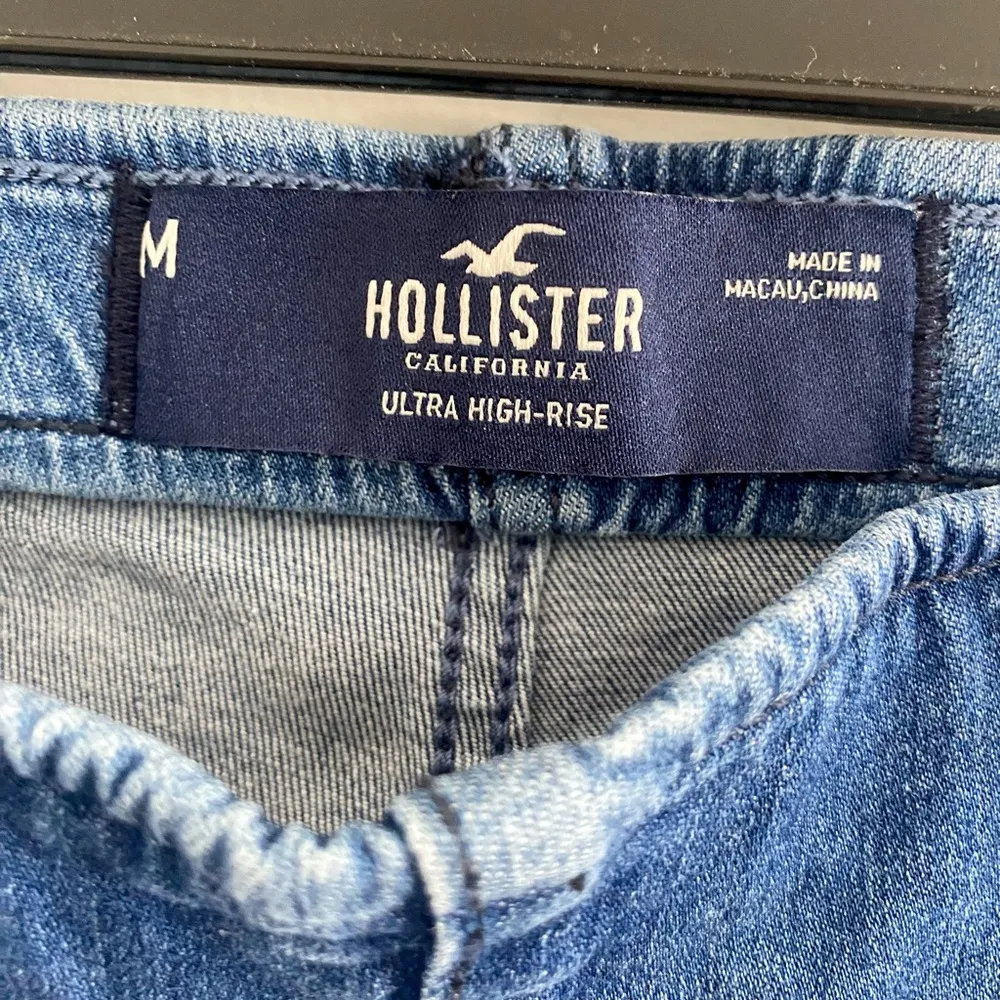 M
HOLLISTER
CALIFORNIA
ULTRA HIGH-RISE
MADE IN
MACAU,CHINA